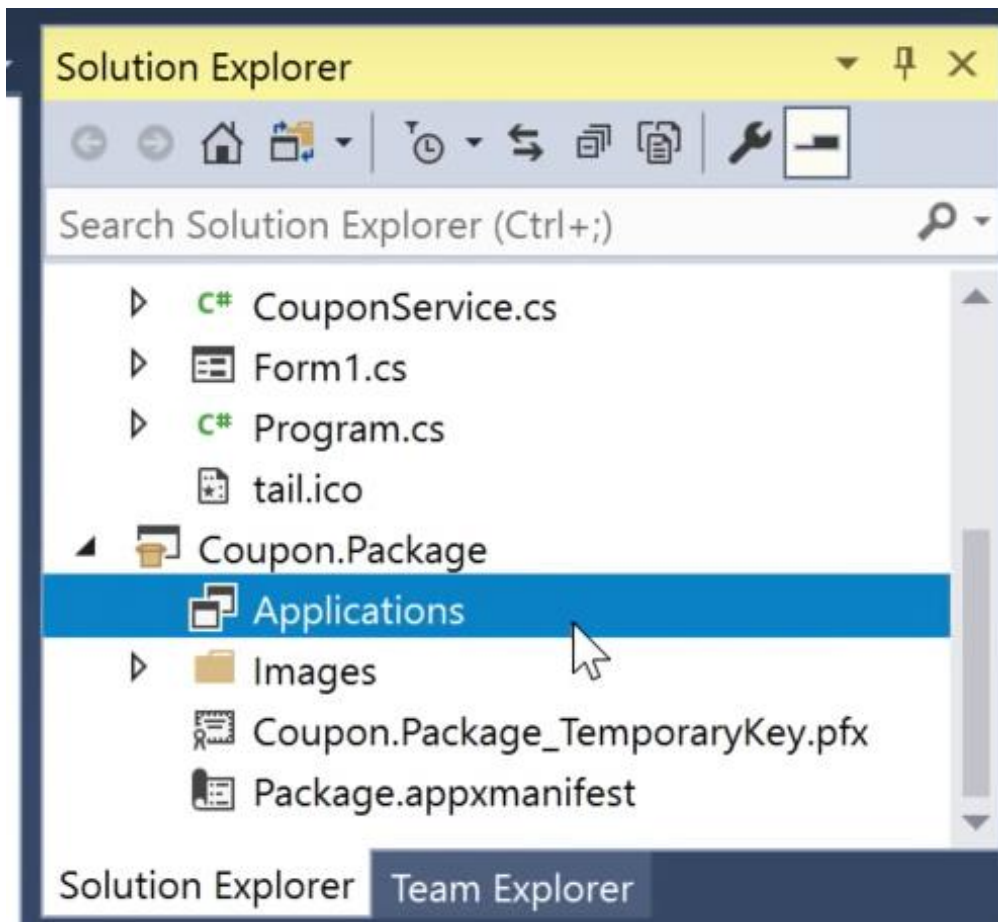 Solution Explorer
Search Solution Explorer (Ctrl+;)
C# CouponService.cs
Form1.cs
C# Program.cs
tail.ico
Coupon.Package
Applications
Images
Coupon.Package_TemporaryKey.pfx
Package.appxmanifest
Solution Explorer Team Explorer